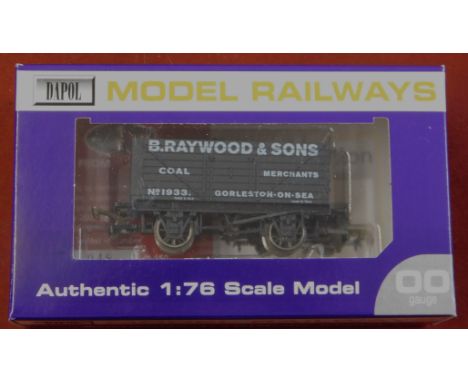 DAPOL
MODEL RAILWAYS
B.RAYWOOD & SONS
COAL MERCHANTS
No 1933. GORLESTON-ON-SEA
Authentic 1:76 Scale Model
OO
gauge